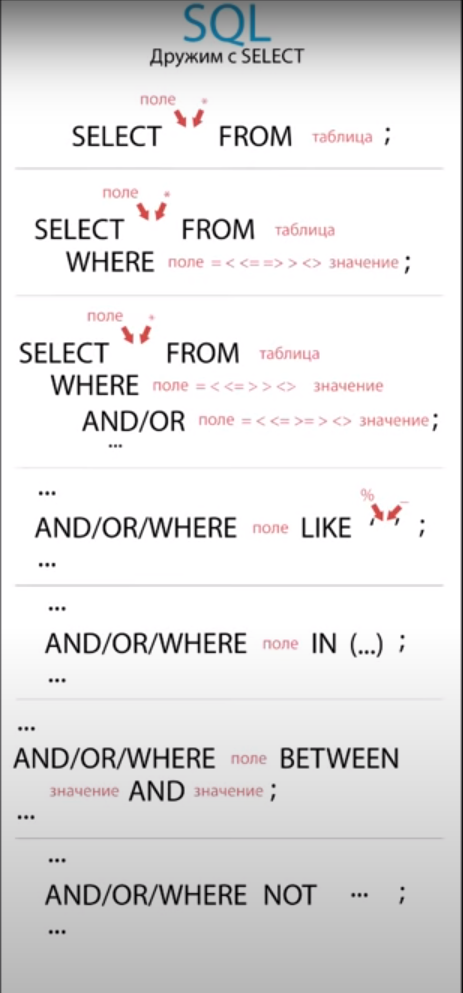 SQL
Дружим с SELECT
поле *
SELECT FROM таблица ;
поле *
SELECT FROM таблица
WHERE поле = < <= => > <> значение ;
поле *
SELECT FROM таблица
WHERE поле = < <= > > <> значение
AND/OR поле = < <= >= > <> значение ;
...
...
% _
AND/OR/WHERE поле LIKE ‘ ’ ;
...
...
AND/OR/WHERE поле IN (...) ;
...
...
AND/OR/WHERE поле BETWEEN
значение AND значение ;
...
...
AND/OR/WHERE NOT ... ;
...